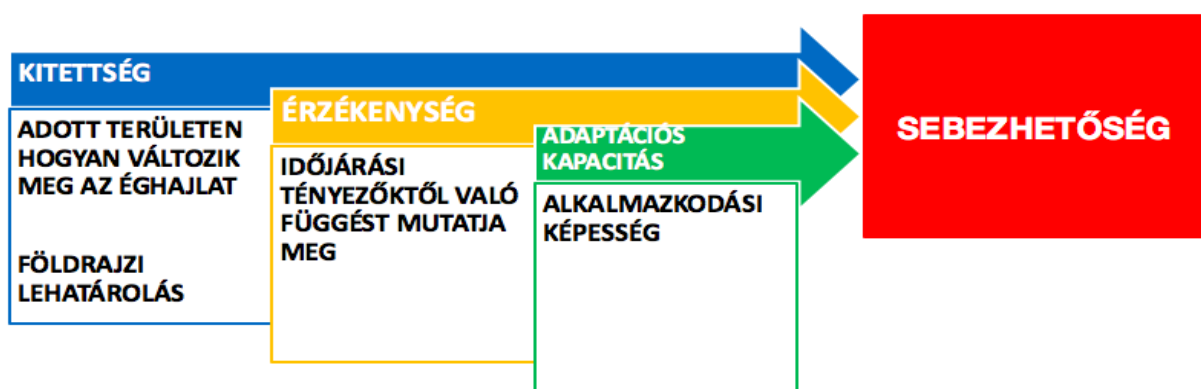 KITETTSÉG
ADOTT TERÜLETEN
HOGYAN VÁLTOZIK
MEG AZ ÉGHAJLAT
FÖLDRAJZI
LEHATÁROLÁS
ÉRZÉKENYSÉG
IDŐJÁRÁSI
TÉNYEZŐKTŐL VALÓ
FÜGGÉST MUTATJA
MEG
ADAPTÁCIÓS
KAPACITÁS
ALKALMAZKODÁSI
KÉPESSÉG
SEBEZHETŐSÉG